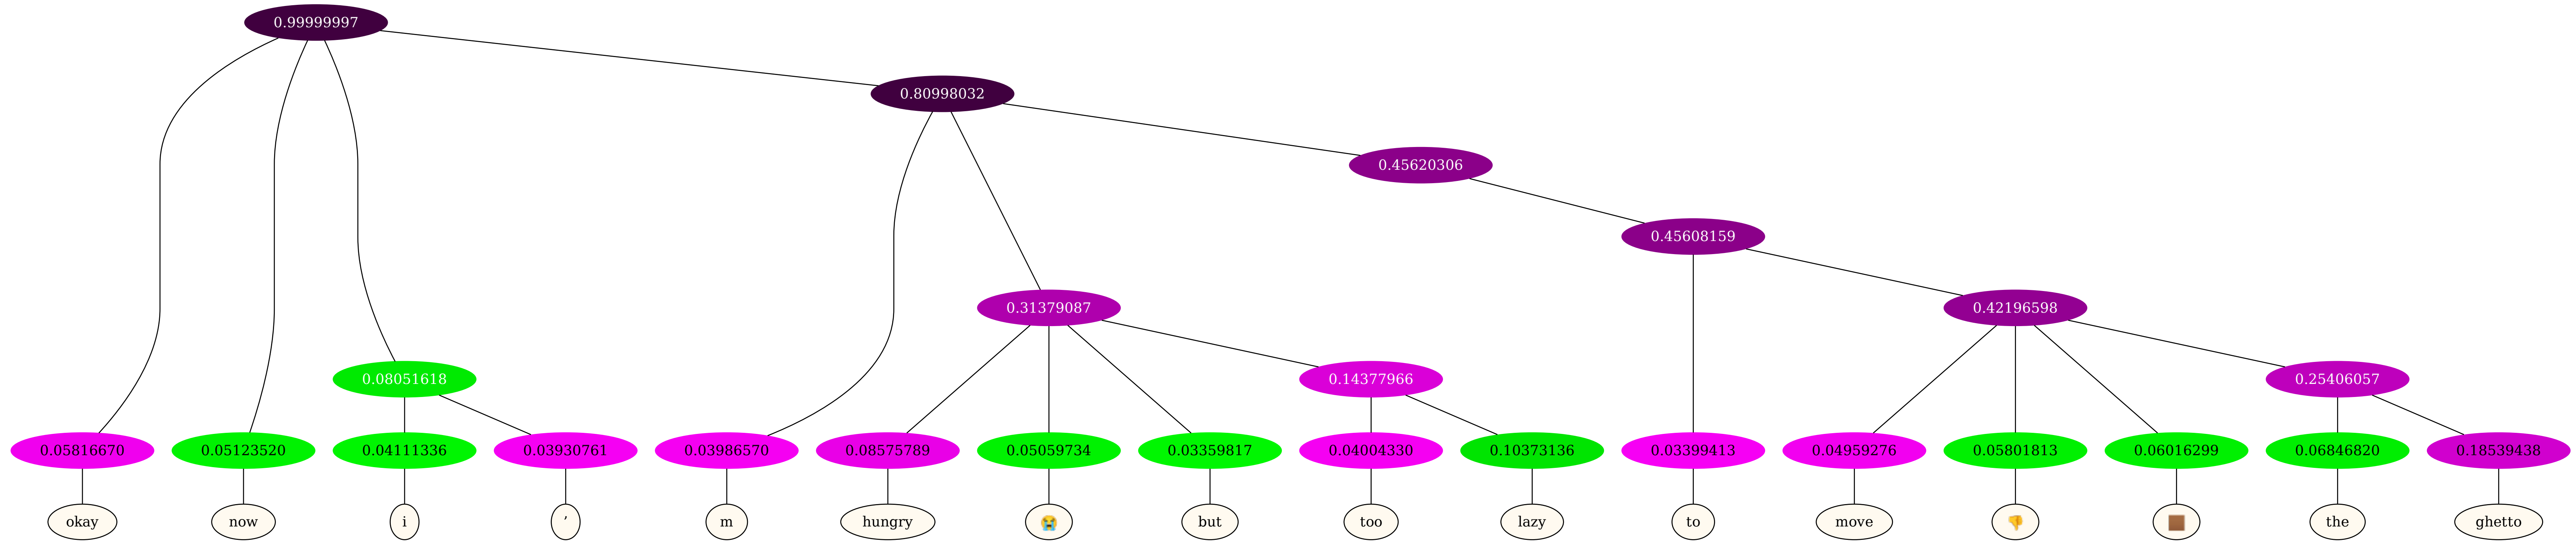 0.99999997
0.80998032
0.45620306
0.45608159
0.31379087 0.42196598
0.08051618 0.14377966 0.25406057
0.05816670 0.05123520 0.04111336 0.03930761 0.03986570 0.08575789 0.05059734 0.03359817 0.04004330 0.10373136 0.03399413 0.04959276 0.05801813 0.06016299 0.06846820 0.18539438
okay now i ’ m hungry 😭 but too lazy to move 👎 🏾 the ghetto